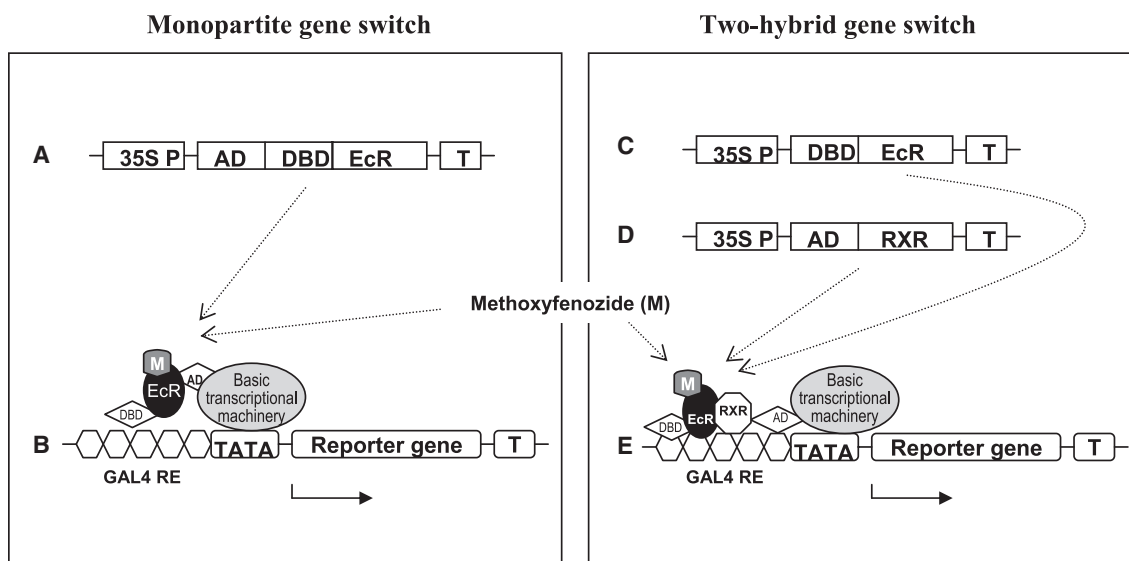 Monopartite gene switch
Two-hybrid gene switch
A
35S P
AD
DBD
EcR
T
C
35S P
DBD
EcR
T
D
35S P
AD
RXR
T
Methoxyfenozide (M)
M
EcR
AD
DBD
Basic
transcriptional
machinery
B
TATA
Reporter gene
T
GAL4 RE
M
EcR
RXR
DBD
AD
Basic
transcriptional
machinery
E
TATA
Reporter gene
T
GAL4 RE